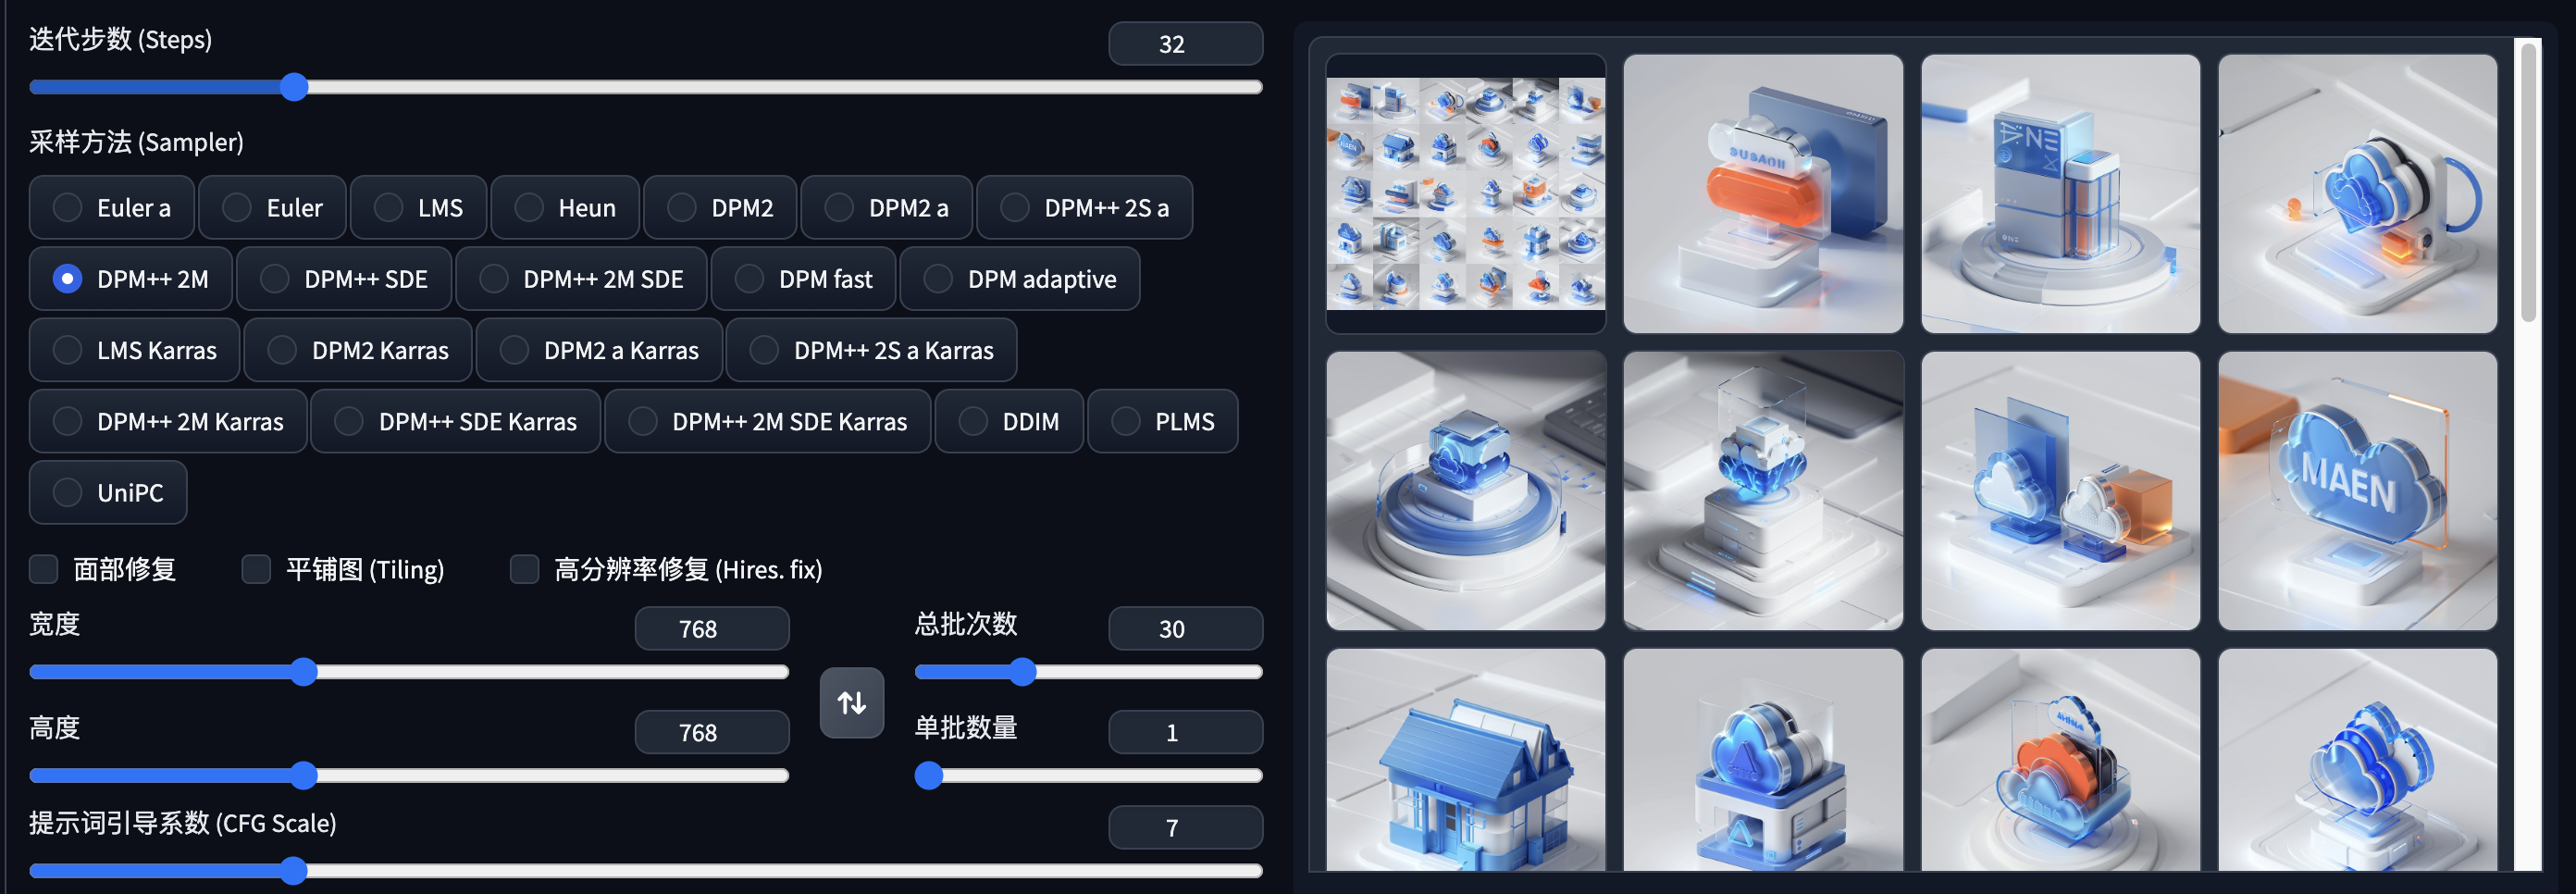 迭代步数 (Steps)
32
采样方法 (Sampler)
Euler a
Euler
LMS
Heun
DPM2
DPM2 a
DPM++ 2S a
DPM++ 2M
DPM++ SDE
DPM++ 2M SDE
DPM fast
DPM adaptive
LMS Karras
DPM2 Karras
DPM2 a Karras
DPM++ 2S a Karras
DPM++ 2M Karras
DPM++ SDE Karras
DPM++ 2M SDE Karras
DDIM
PLMS
UniPC
面部修复
平铺图 (Tiling)
高分辨率修复 (Hires. fix)
宽度
768
总批次数
30
高度
768
单批数量
1
提示词引导系数 (CFG Scale)
7
MAEN